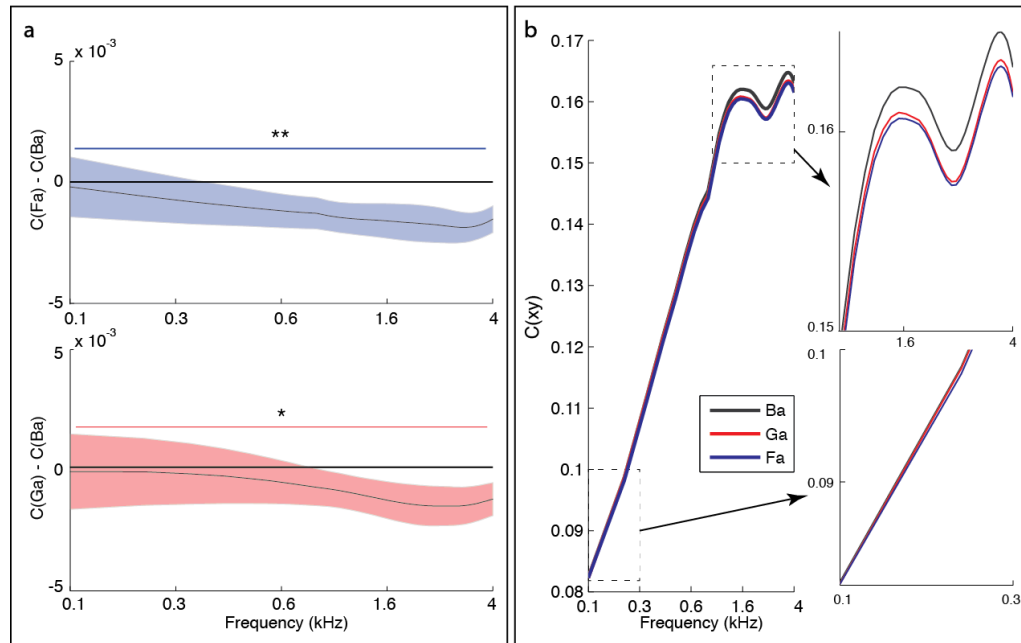 a
x 10-3
5
C(Fa) - C(Ba)
**
0
-5
0.1 0.3 0.6 1.6 4
x 10-3
5
C(Ga) - C(Ba)
*
0
-5
0.1 0.3 0.6 1.6 4
Frequency (kHz)
b
0.17
0.16
0.15
0.14
0.13
0.12
0.11
0.1
0.09
0.08
C(xy)
Ba
Ga
Fa
0.1 0.3 0.6 1.6 4
Frequency (kHz)
0.16
0.15
1.6 4
0.1
0.09
0.1 0.3